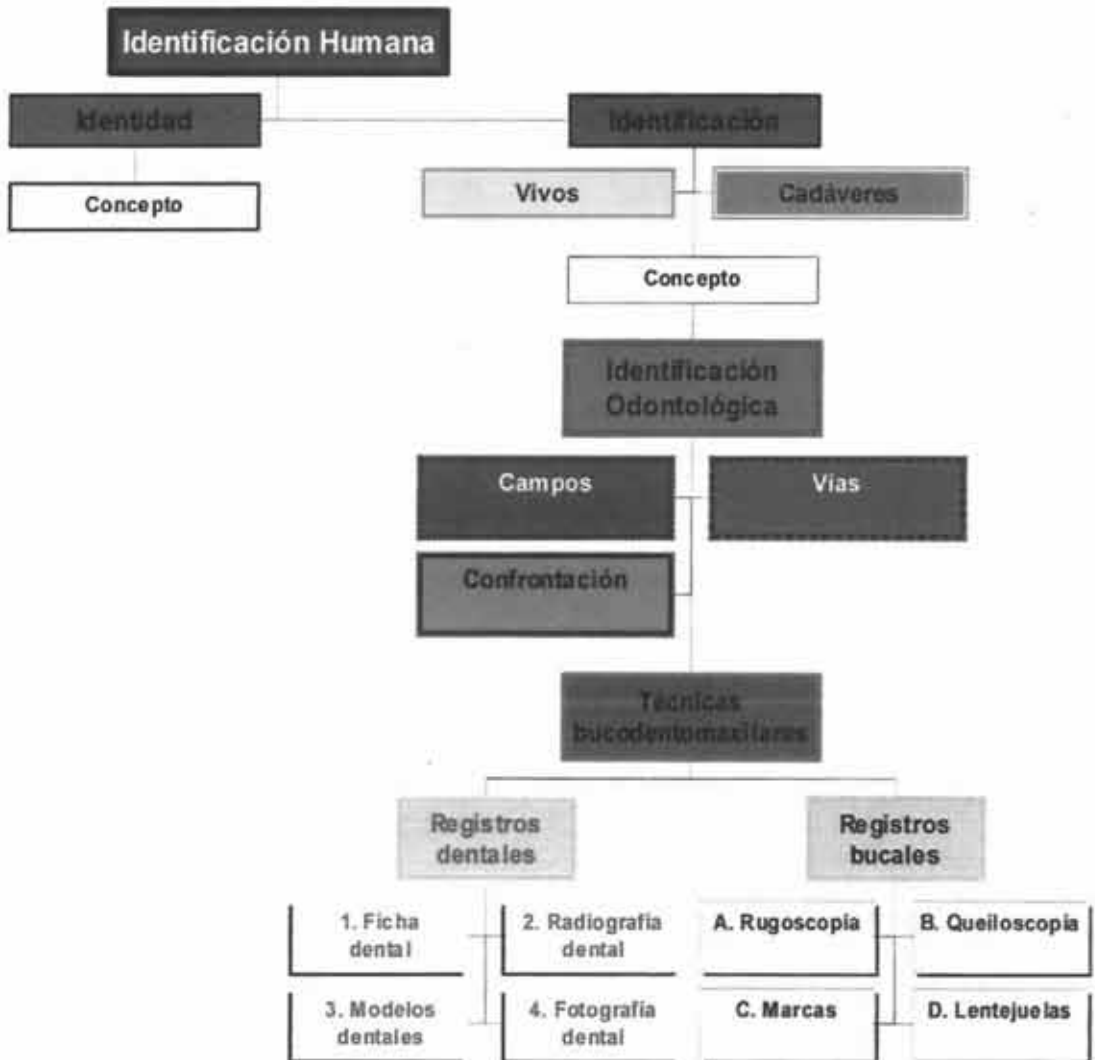 Identificación Humana
Identidad
Identificación
Concepto
Vivos
Cadáveres
Concepto
Identificación
Odontológica
Campos
Vías
Confrontación
Técnicas
bucodentomaxilares
Registros
dentales
Registros
bucales
1. Ficha
dental
2. Radiografía
dental
A. Rugoscopia
B. Queiloscopia
3. Modelos
dentales
4. Fotografía
dental
C. Marcas
D. Lentejuelas